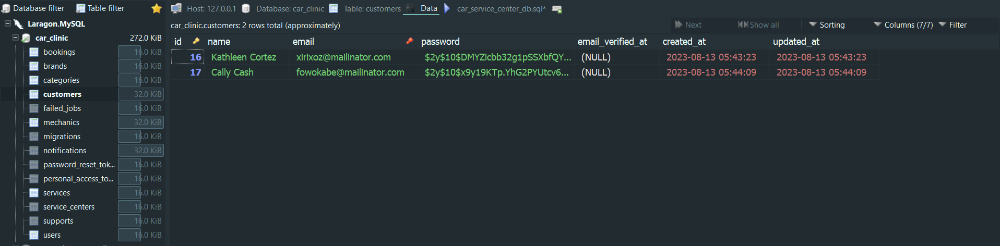 Database filter Table filter
Host: 127.0.0.1 Database: car_clinic Table: customers Data car_service_center_db.sql*
Laragon.MySQL
car_clinic 272.0 KiB
bookings 16.0 KiB
brands 16.0 KiB
categories 16.0 KiB
customers 32.0 KiB
failed_jobs 16.0 KiB
mechanics 32.0 KiB
migrations 16.0 KiB
notifications 32.0 KiB
password_reset_tok... 16.0 KiB
personal_access_to... 16.0 KiB
services 16.0 KiB
service_centers 16.0 KiB
supports 16.0 KiB
users 16.0 KiB
car_clinic.customers: 2 rows total (approximately) Next Show all Sorting Columns (7/7) Filter
id name email password email_verified_at created_at updated_at
16 Kathleen Cortez xirixoz@mailinator.com $2y$10$DMYZicbb32g1pSSXbfQY... (NULL) 2023-08-13 05:43:23 2023-08-13 05:43:23
17 Cally Cash fowokabe@mailinator.com $2y$10$x9y19KTp.YhG2PYUtcv6... (NULL) 2023-08-13 05:44:09 2023-08-13 05:44:09